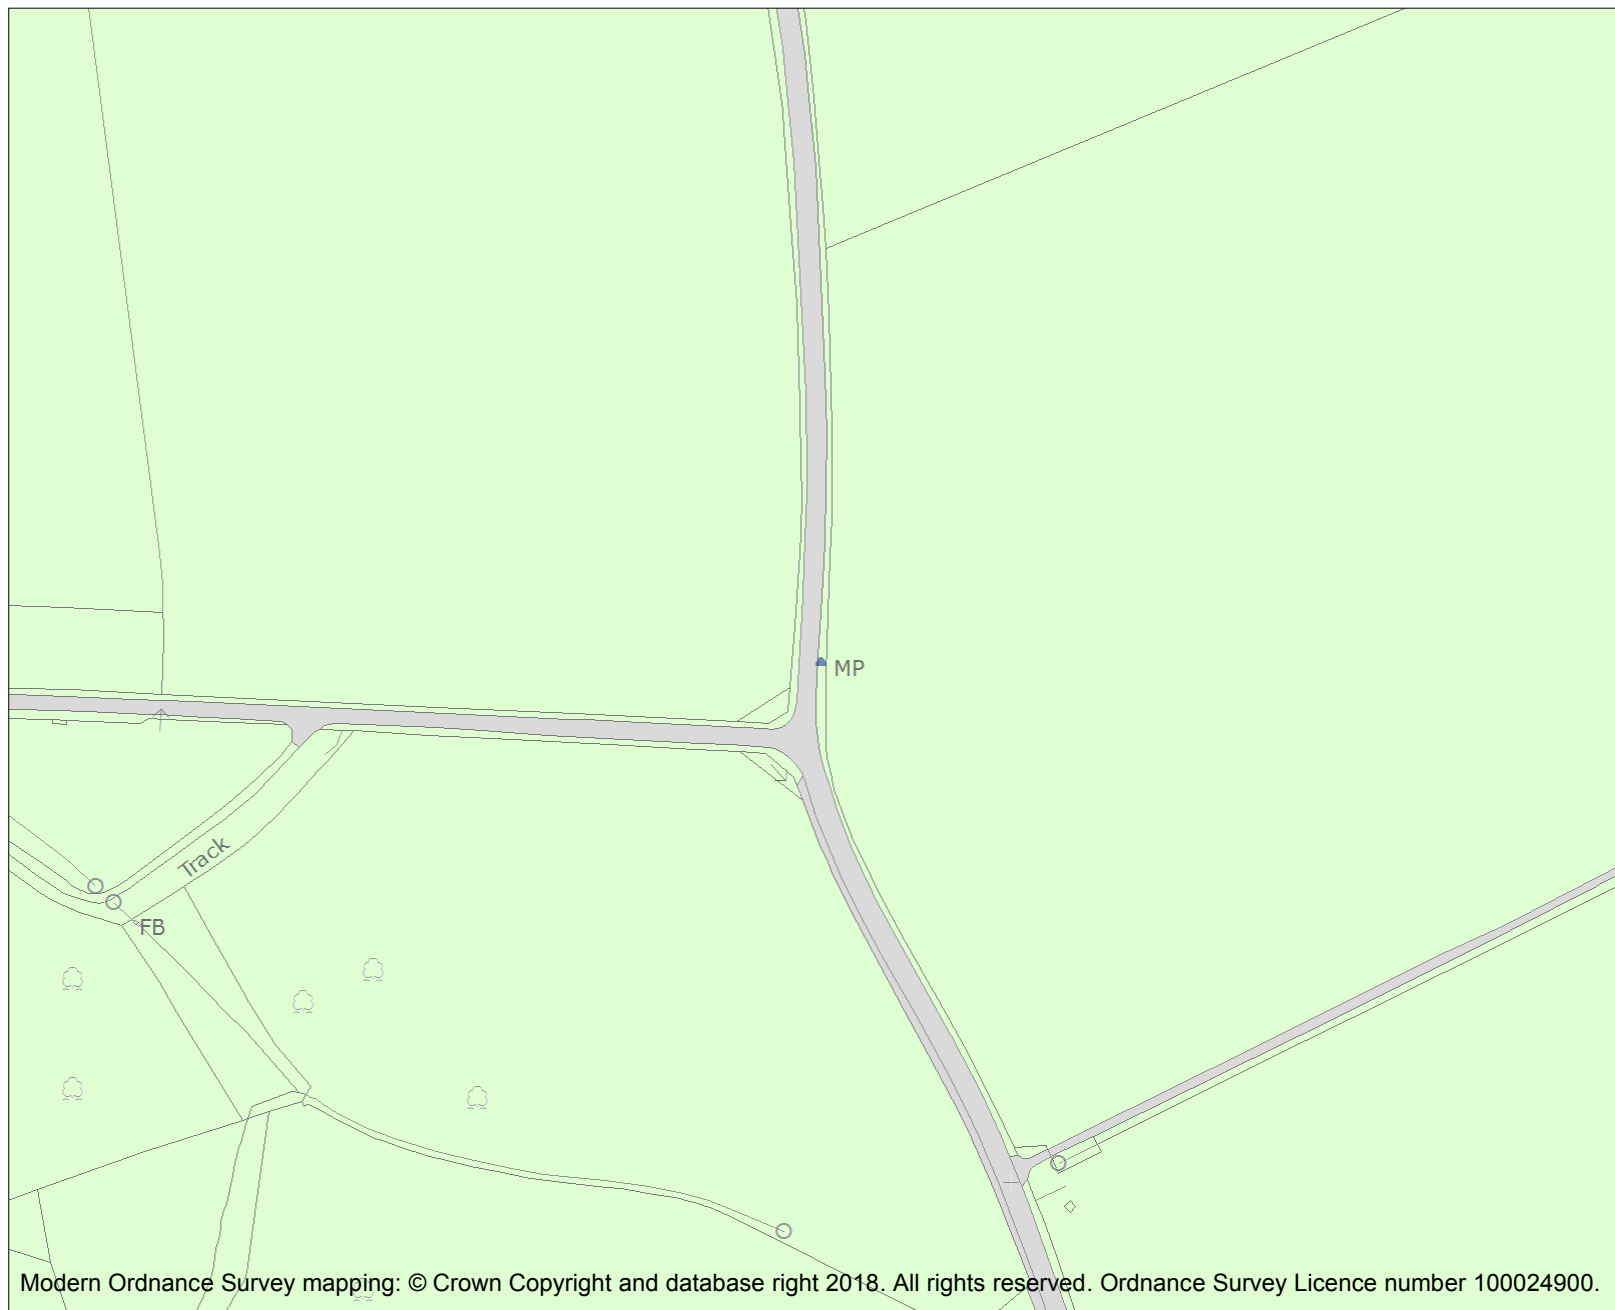 MP
Track
FB
Modern Ordnance Survey mapping: © Crown Copyright and database right 2018. All rights reserved. Ordnance Survey Licence number 100024900.